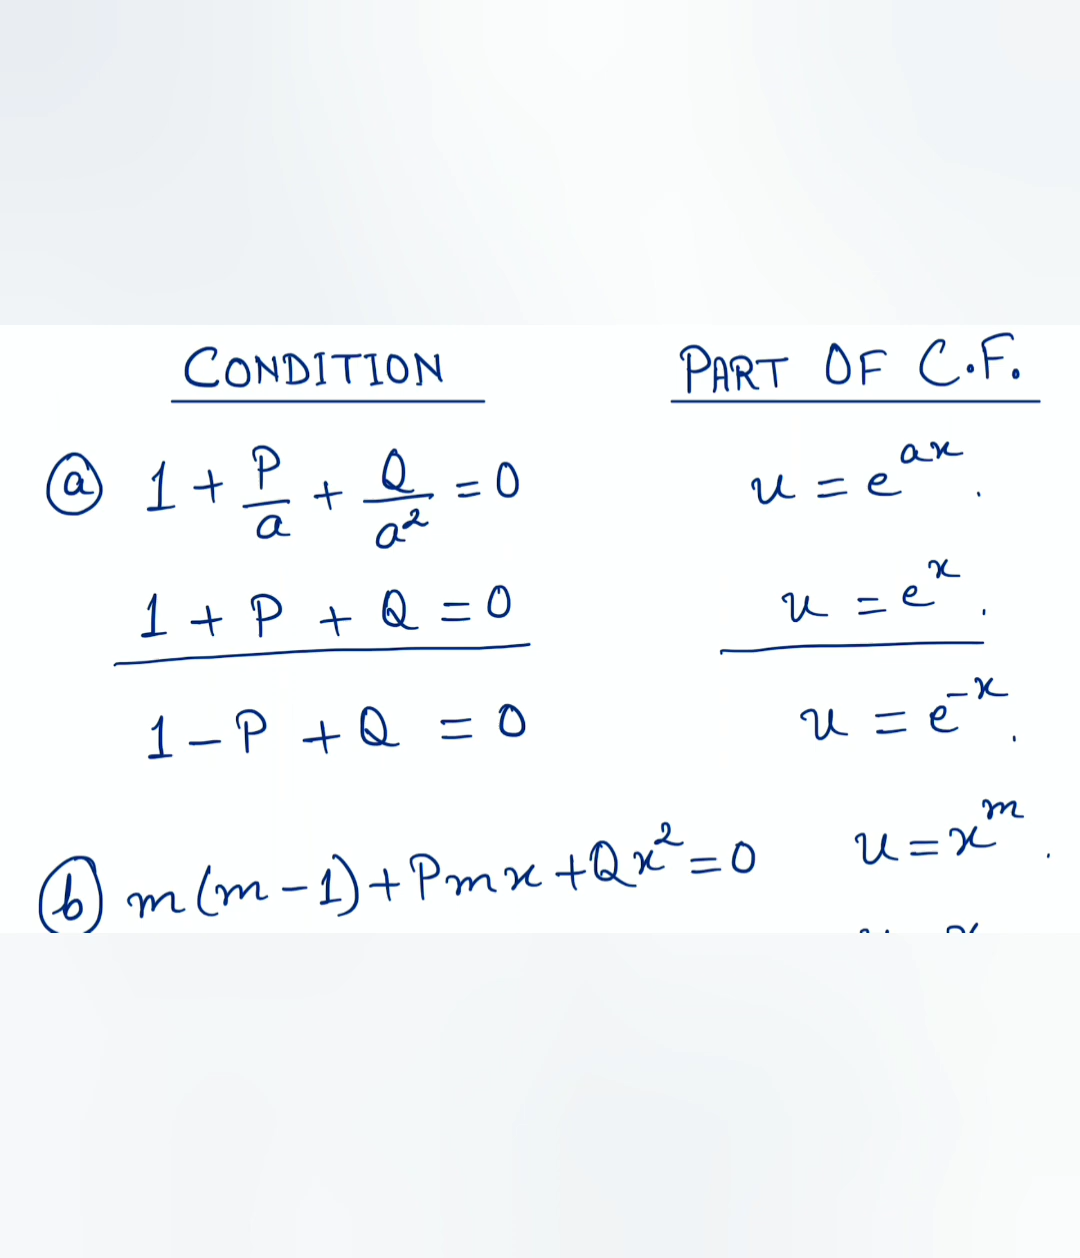 CONDITION PART OF C.F.
(a) 1 + P/a + Q/a² = 0 u = e^{ax}.
1 + P + Q = 0 u = e^x.
1 - P + Q = 0 u = e^{-x}.
(b) m(m-1) + Pmx + Qx² = 0 u = x^m.